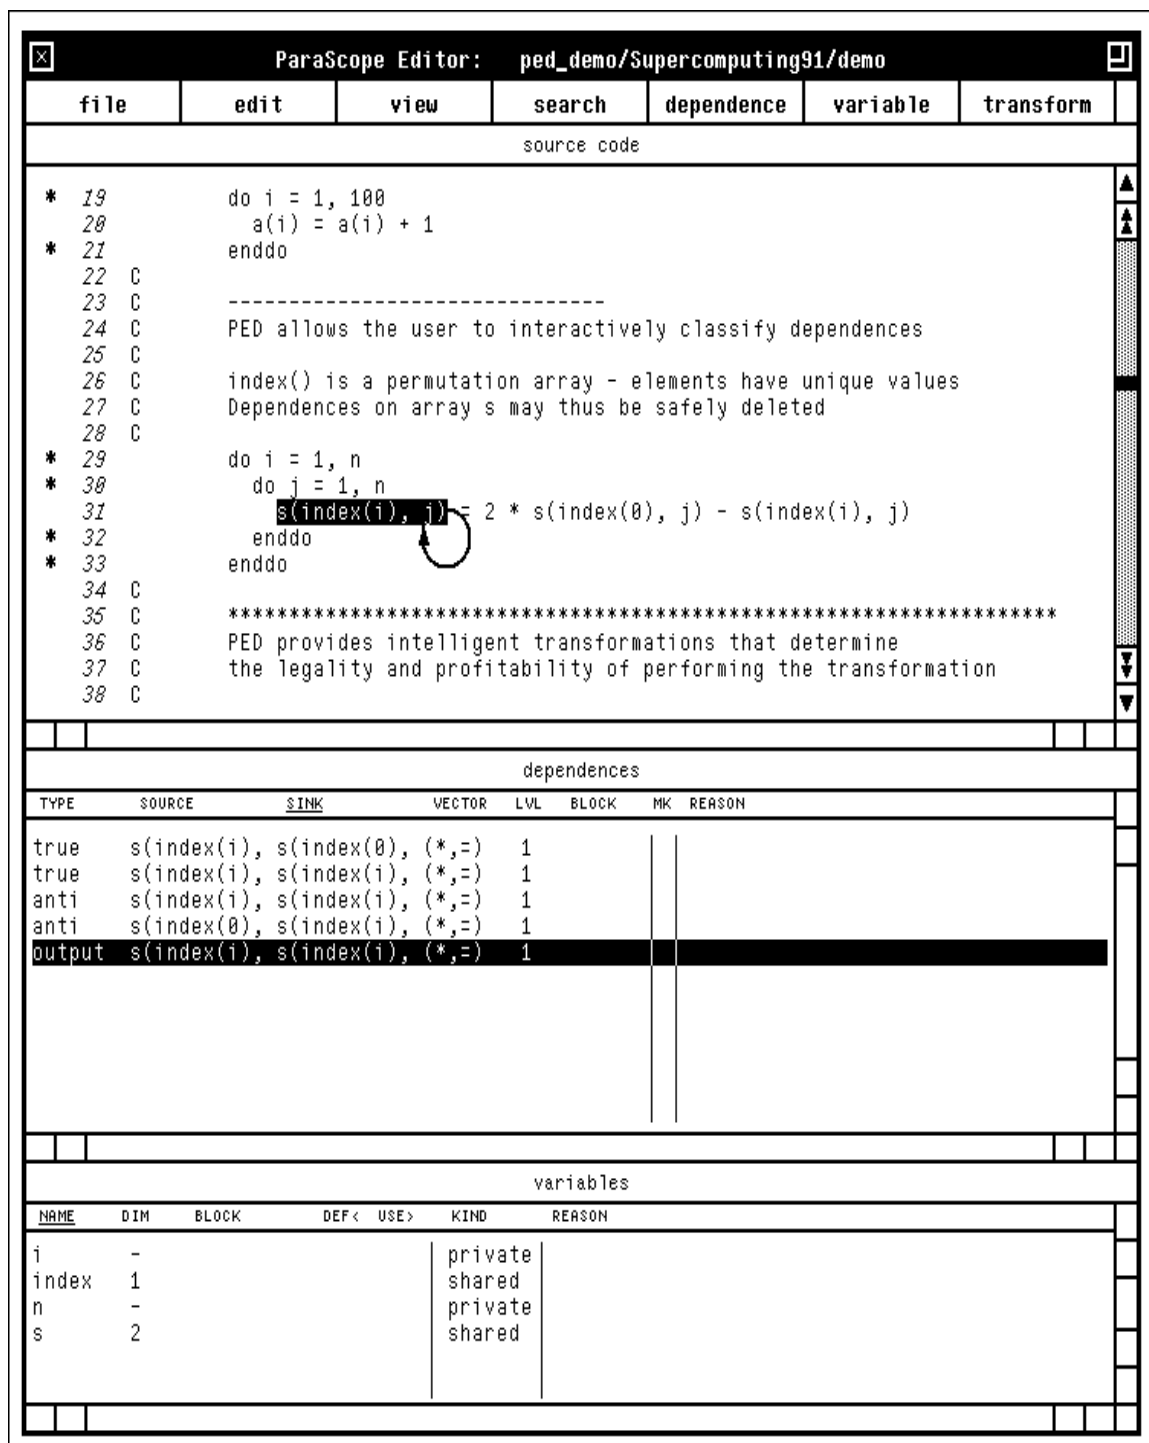 ParaScope Editor:   ped_demo/Supercomputing91/demo
file edit view search dependence variable transform
source code
* 19 do i = 1, 100
20 a(i) = a(i) + 1
* 21 enddo
22 C
23 C -------------------------------
24 C PED allows the user to interactively classify dependences
25 C
26 C index() is a permutation array - elements have unique values
27 C Dependences on array s may thus be safely deleted
28 C
* 29 do i = 1, n
* 30 do j = 1, n
31 s(index(i), j) = 2 * s(index(0), j) - s(index(i), j)
* 32 enddo
* 33 enddo
34 C
35 C ********************************************************************
36 C PED provides intelligent transformations that determine
37 C the legality and profitability of performing the transformation
38 C
dependences
TYPE SOURCE SINK VECTOR LVL BLOCK MK REASON
true s(index(i), s(index(0), (*,=) 1
true s(index(i), s(index(i), (*,=) 1
anti s(index(i), s(index(i), (*,=) 1
anti s(index(0), s(index(i), (*,=) 1
output s(index(i), s(index(i), (*,=) 1
variables
NAME DIM BLOCK DEF< USE> KIND REASON
i - private
index 1 shared
n - private
s 2 shared